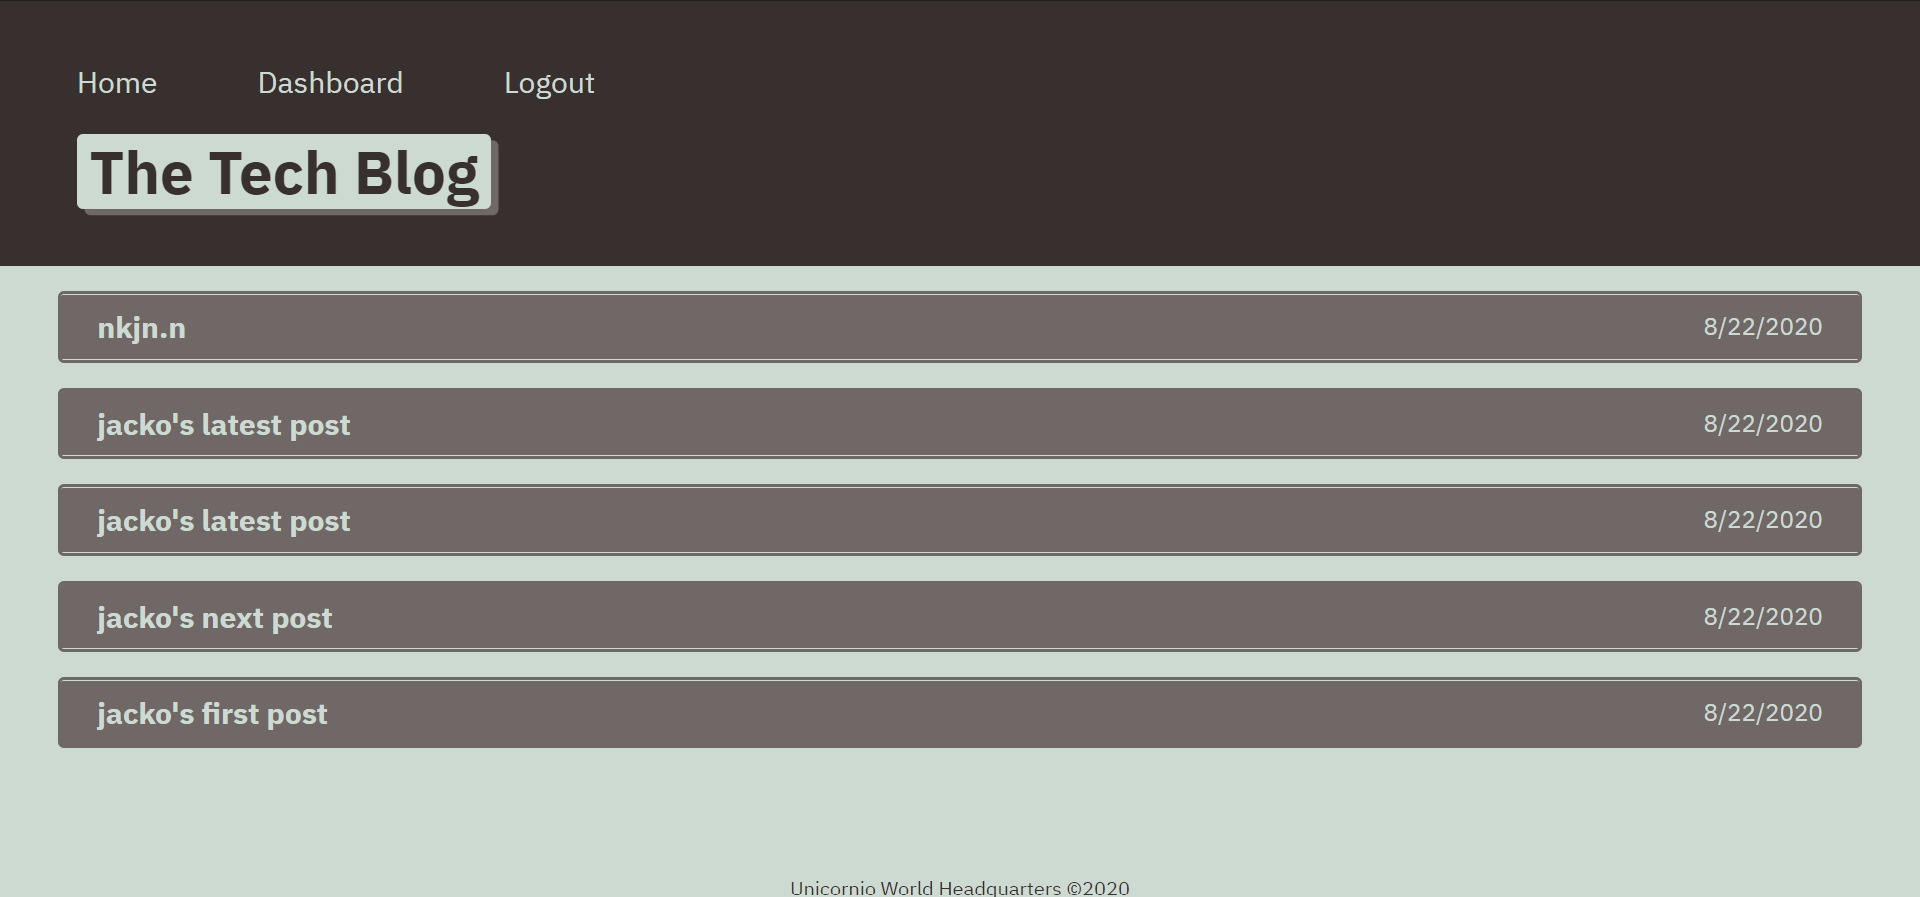 Home Dashboard Logout
The Tech Blog
nkjn.n 8/22/2020
jacko's latest post 8/22/2020
jacko's latest post 8/22/2020
jacko's next post 8/22/2020
jacko's first post 8/22/2020
Unicornio World Headquarters ©2020